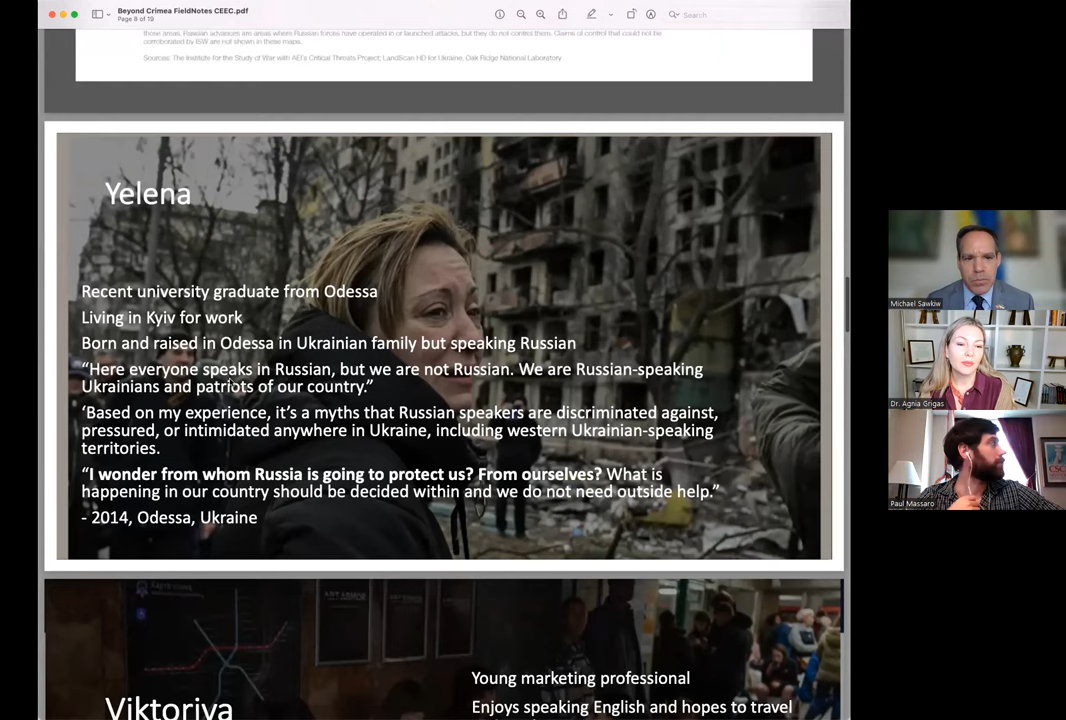 Beyond Crimea FieldNotes CEEC.pdf
Page 8 of 19
Search
those areas. Russian advances are areas where Russian forces have operated in or launched attacks, but they do not control them. Claims of control that could not be
corroborated by ISW are not shown in these maps.
Sources: The Institute for the Study of War with AEI's Critical Threats Project; LandScan HD for Ukraine, Oak Ridge National Laboratory
Yelena
Recent university graduate from Odessa
Living in Kyiv for work
Born and raised in Odessa in Ukrainian family but speaking Russian
“Here everyone speaks in Russian, but we are not Russian. We are Russian-speaking
Ukrainians and patriots of our country.”
‘Based on my experience, it’s a myths that Russian speakers are discriminated against,
pressured, or intimidated anywhere in Ukraine, including western Ukrainian-speaking
territories.
“I wonder from whom Russia is going to protect us? From ourselves? What is
happening in our country should be decided within and we do not need outside help.”
- 2014, Odessa, Ukraine
Viktoriya
Young marketing professional
Enjoys speaking English and hopes to travel
Michael Sawkiw
Dr. Agnia Grigas
Paul Massaro